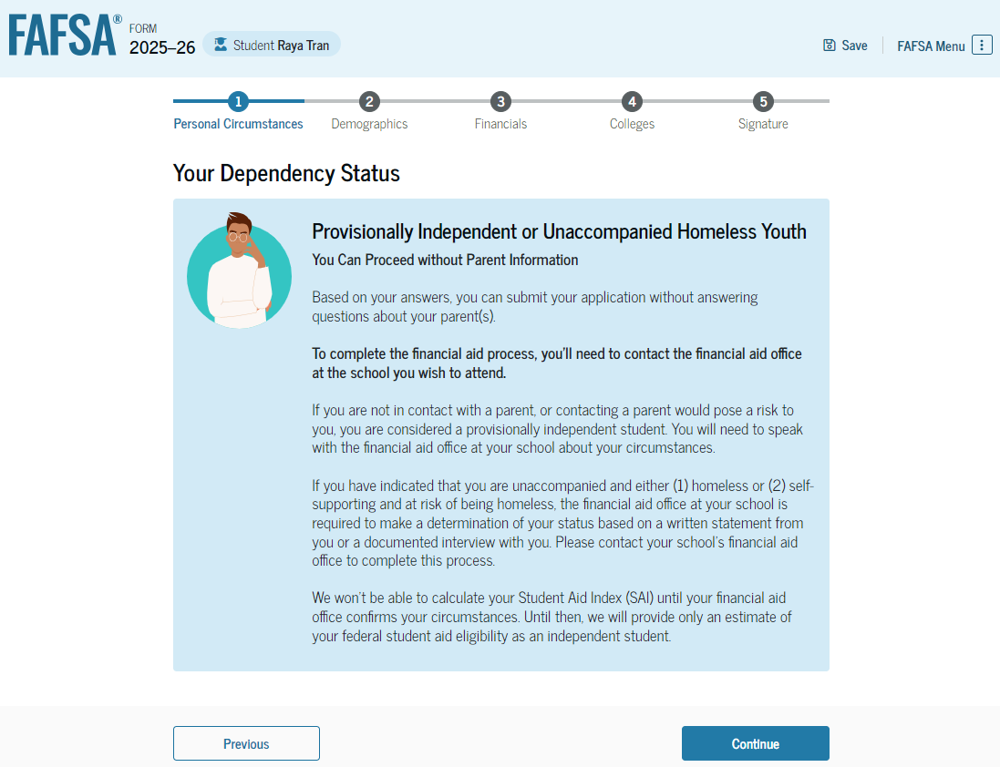 FAFSA®
FORM
2025–26
Student Raya Tran
Save
FAFSA Menu
1
2
3
4
5
Personal Circumstances
Demographics
Financials
Colleges
Signature
Your Dependency Status
Provisionally Independent or Unaccompanied Homeless Youth
You Can Proceed without Parent Information
Based on your answers, you can submit your application without answering
questions about your parent(s).
To complete the financial aid process, you'll need to contact the financial aid office
at the school you wish to attend.
If you are not in contact with a parent, or contacting a parent would pose a risk to
you, you are considered a provisionally independent student. You will need to speak
with the financial aid office at your school about your circumstances.
If you have indicated that you are unaccompanied and either (1) homeless or (2) self-
supporting and at risk of being homeless, the financial aid office at your school is
required to make a determination of your status based on a written statement from
you or a documented interview with you. Please contact your school's financial aid
office to complete this process.
We won't be able to calculate your Student Aid Index (SAI) until your financial aid
office confirms your circumstances. Until then, we will provide only an estimate of
your federal student aid eligibility as an independent student.
Previous
Continue